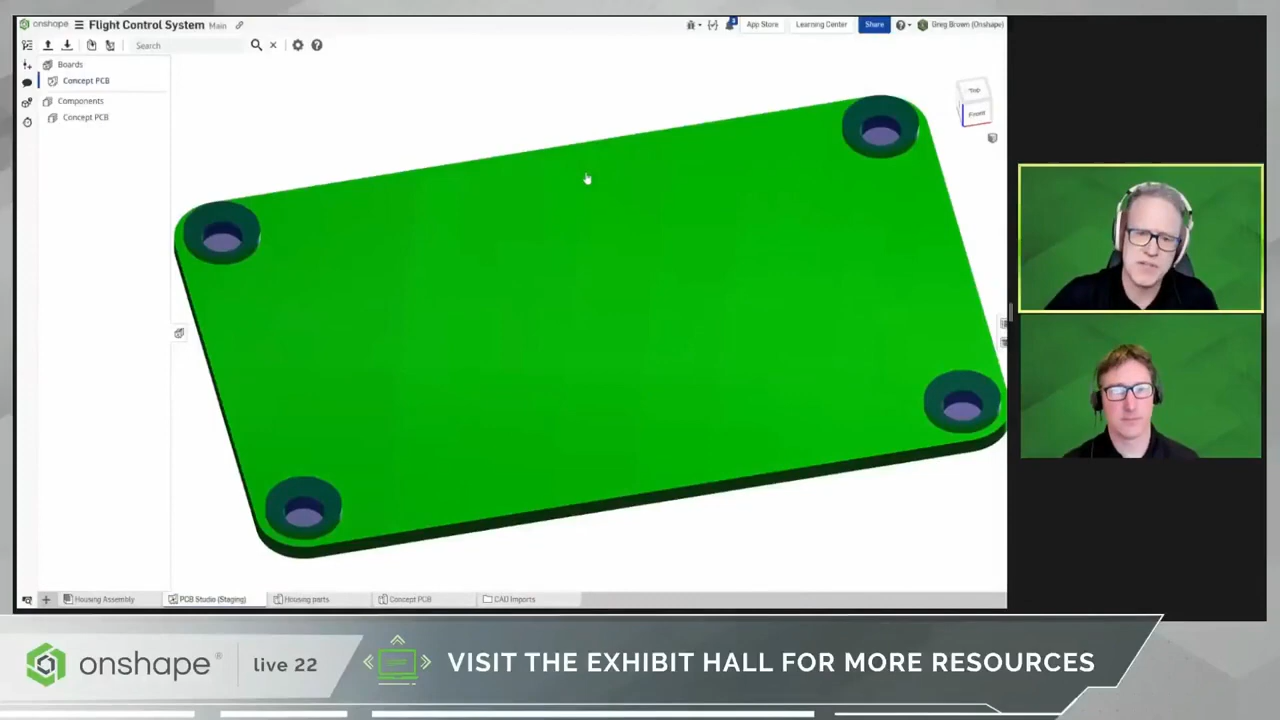 onshape Flight Control System Main App Store Learning Center Share Greg Brown (Onshape)
Search
Boards
Concept PCB
Components
Concept PCB
Top
Front
Housing Assembly PCB Studio (Staging) Housing parts Concept PCB CAD Imports
onshape® live 22 VISIT THE EXHIBIT HALL FOR MORE RESOURCES